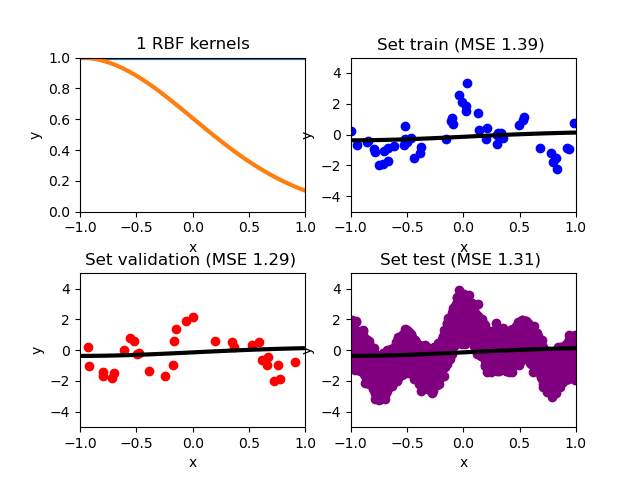 1 RBF kernels
1.0
0.8
0.6
0.4
0.2
0.0
y
−1.0 −0.5 0.0 0.5 1.0
x
Set train (MSE 1.39)
4
2
0
−2
−4
y
−1.0 −0.5 0.0 0.5 1.0
x
Set validation (MSE 1.29)
4
2
0
−2
−4
y
−1.0 −0.5 0.0 0.5 1.0
x
Set test (MSE 1.31)
4
2
0
−2
−4
y
−1.0 −0.5 0.0 0.5 1.0
x